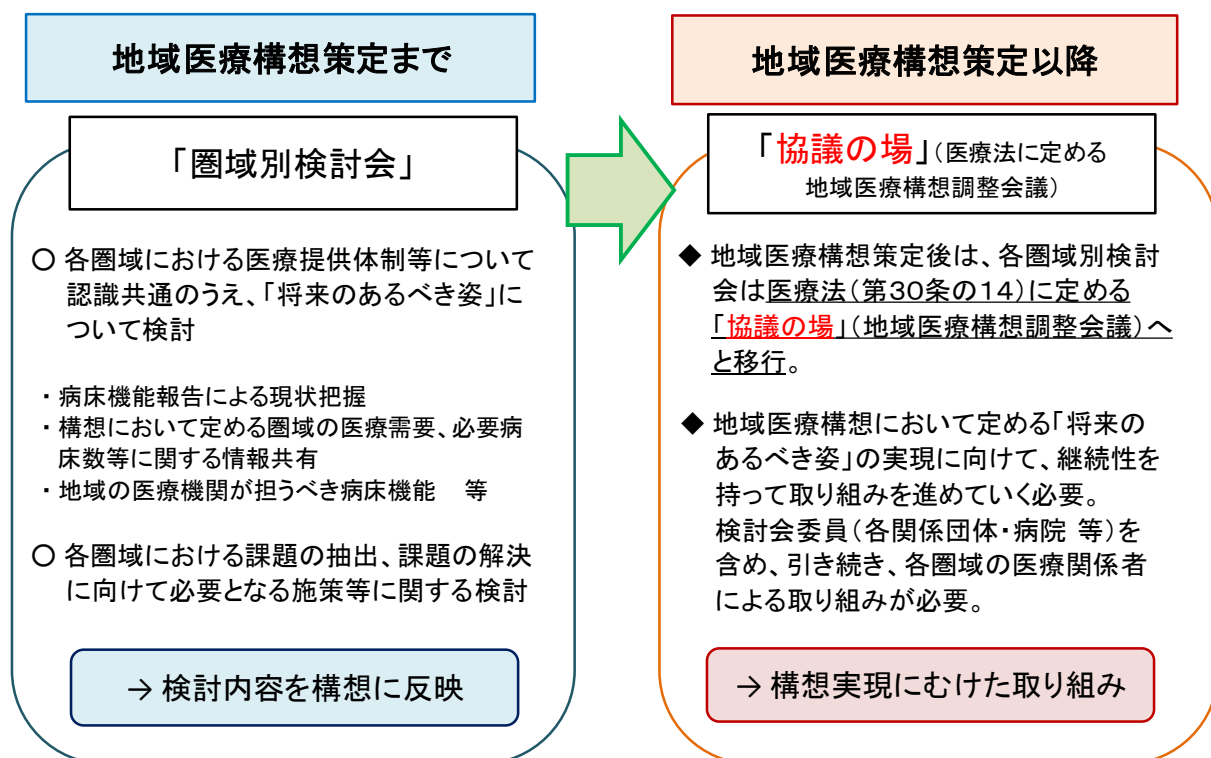 地域医療構想策定まで
「圏域別検討会」
〇 各圏域における医療提供体制等について
認識共通のうえ、「将来のあるべき姿」に
ついて検討
・ 病床機能報告による現状把握
・ 構想において定める圏域の医療需要、必要病
床数等に関する情報共有
・ 地域の医療機関が担うべき病床機能　等
〇 各圏域における課題の抽出、課題の解決
に向けて必要となる施策等に関する検討
→ 検討内容を構想に反映
地域医療構想策定以降
「協議の場」（医療法に定める
地域医療構想調整会議）
◆ 地域医療構想策定後は、各圏域別検討
会は医療法（第３０条の１４）に定める
「協議の場」（地域医療構想調整会議）へ
と移行。
◆ 地域医療構想において定める「将来の
あるべき姿」の実現に向けて、継続性を
持って取り組みを進めていく必要。
検討会委員（各関係団体・病院 等）を
含め、引き続き、各圏域の医療関係者
による取り組みが必要。
→ 構想実現にむけた取り組み